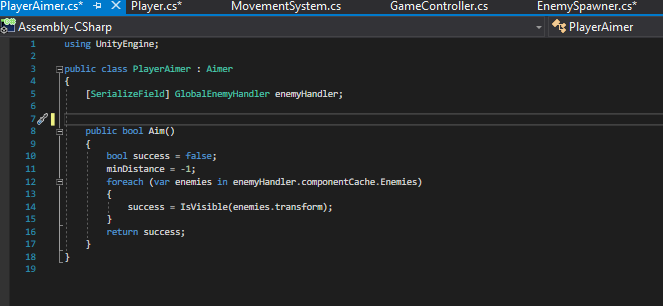 PlayerAimer.cs* Player.cs* MovementSystem.cs GameController.cs EnemySpawner.cs*
Assembly-CSharp PlayerAimer
1 using UnityEngine;
2
3 public class PlayerAimer : Aimer
4 {
5 [SerializeField] GlobalEnemyHandler enemyHandler;
6
7
8 public bool Aim()
9 {
10 bool success = false;
11 minDistance = -1;
12 foreach (var enemies in enemyHandler.componentCache.Enemies)
13 {
14 success = IsVisible(enemies.transform);
15 }
16 return success;
17 }
18 }
19